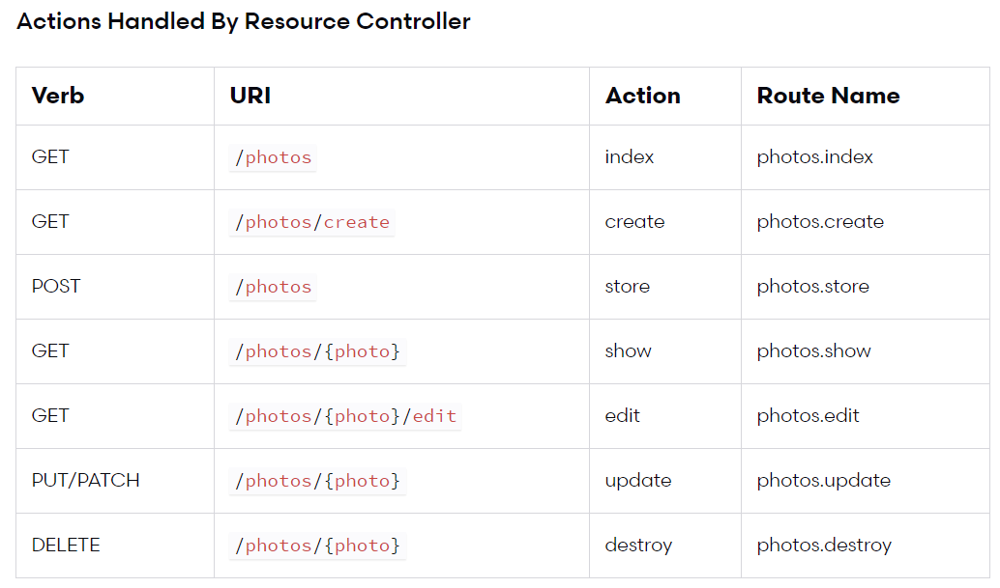 Actions Handled By Resource Controller
Verb URI Action Route Name
GET /photos index photos.index
GET /photos/create create photos.create
POST /photos store photos.store
GET /photos/{photo} show photos.show
GET /photos/{photo}/edit edit photos.edit
PUT/PATCH /photos/{photo} update photos.update
DELETE /photos/{photo} destroy photos.destroy